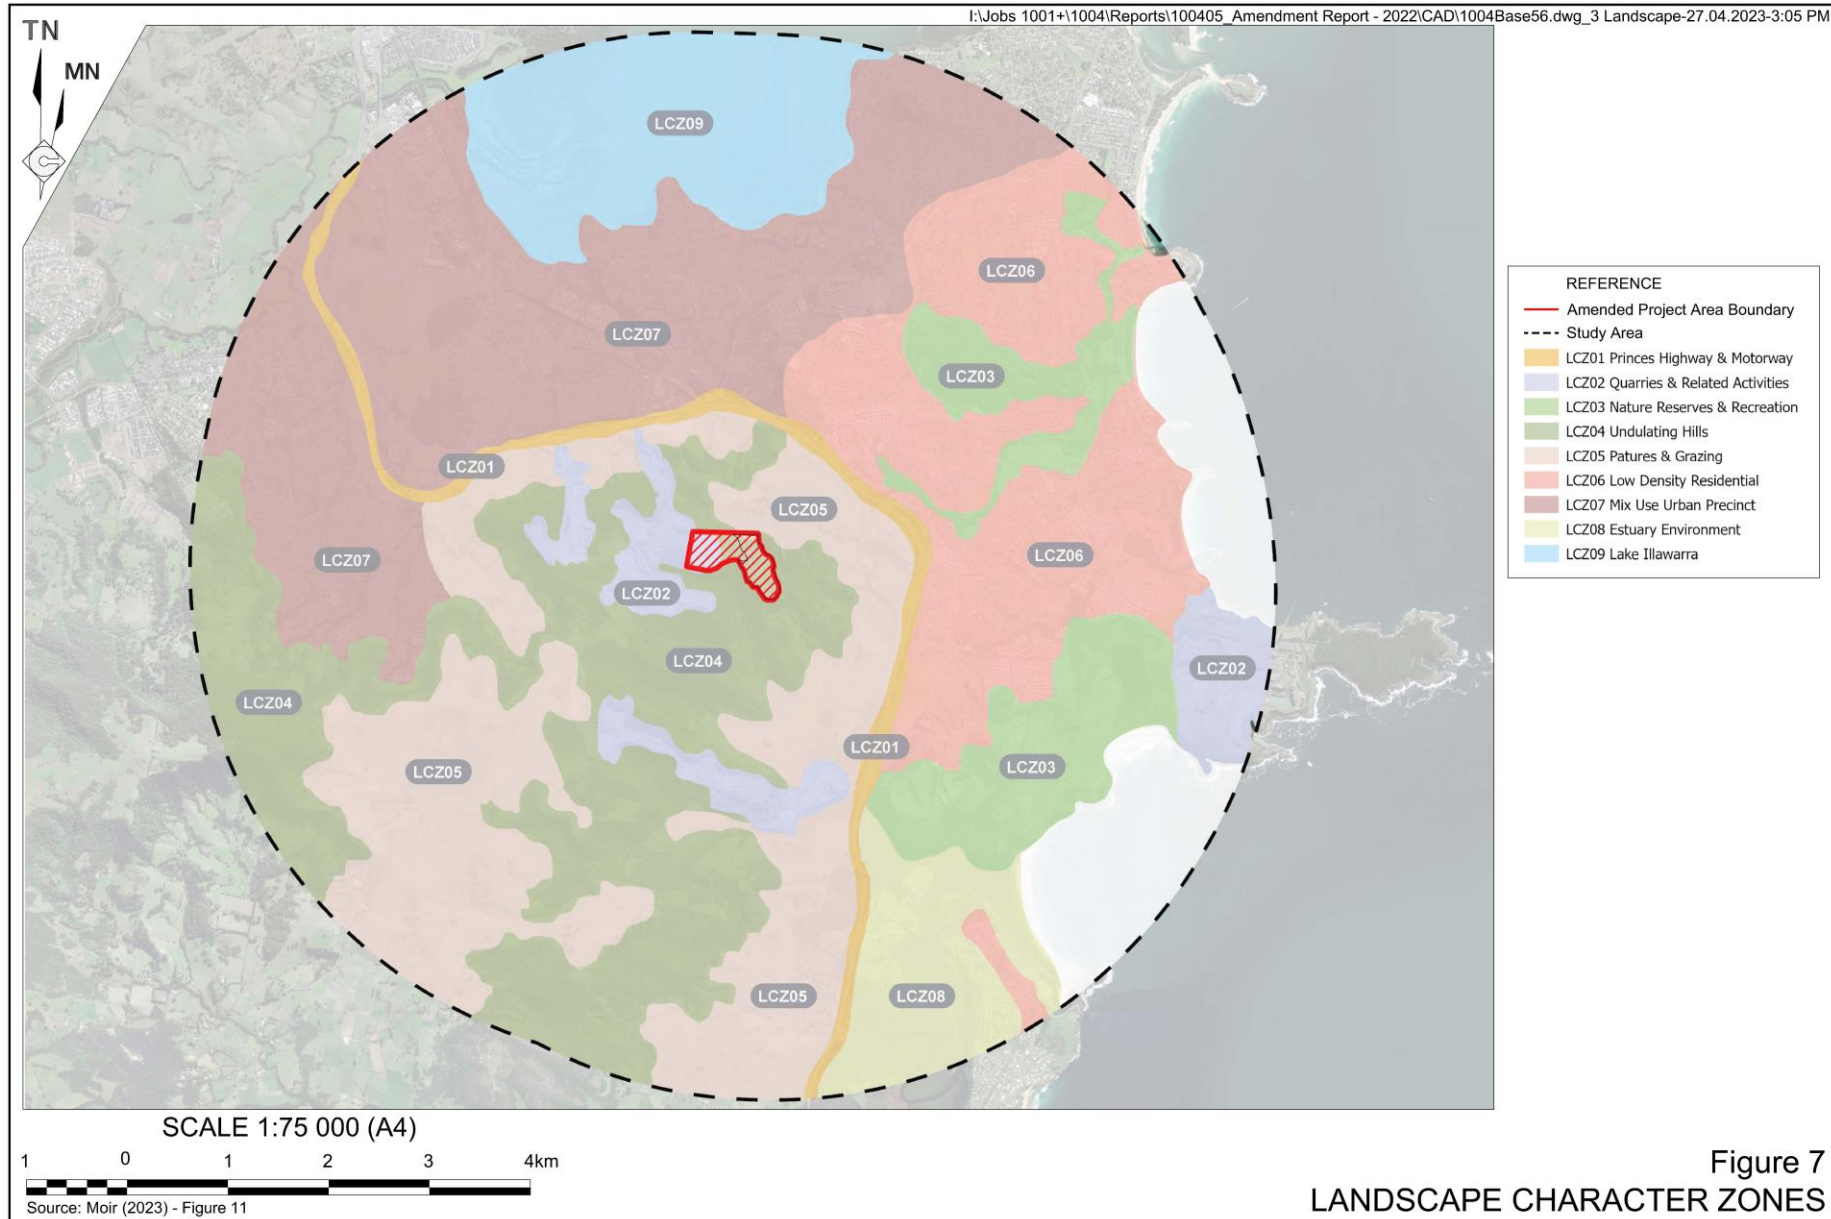 I:\Jobs 1001+\1004\Reports\100405_Amendment Report - 2022\CAD\1004Base56.dwg_3 Landscape-27.04.2023-3:05 PM
TN
MN
LCZ09
LCZ06
LCZ07
LCZ03
LCZ01
LCZ05
LCZ07
LCZ06
LCZ02
LCZ04
LCZ02
LCZ04
LCZ01
LCZ03
LCZ05
LCZ05
LCZ08
REFERENCE
Amended Project Area Boundary
Study Area
LCZ01 Princes Highway & Motorway
LCZ02 Quarries & Related Activities
LCZ03 Nature Reserves & Recreation
LCZ04 Undulating Hills
LCZ05 Patures & Grazing
LCZ06 Low Density Residential
LCZ07 Mix Use Urban Precinct
LCZ08 Estuary Environment
LCZ09 Lake Illawarra
SCALE 1:75 000 (A4)
1 0 1 2 3 4km
Source: Moir (2023) - Figure 11
Figure 7
LANDSCAPE CHARACTER ZONES